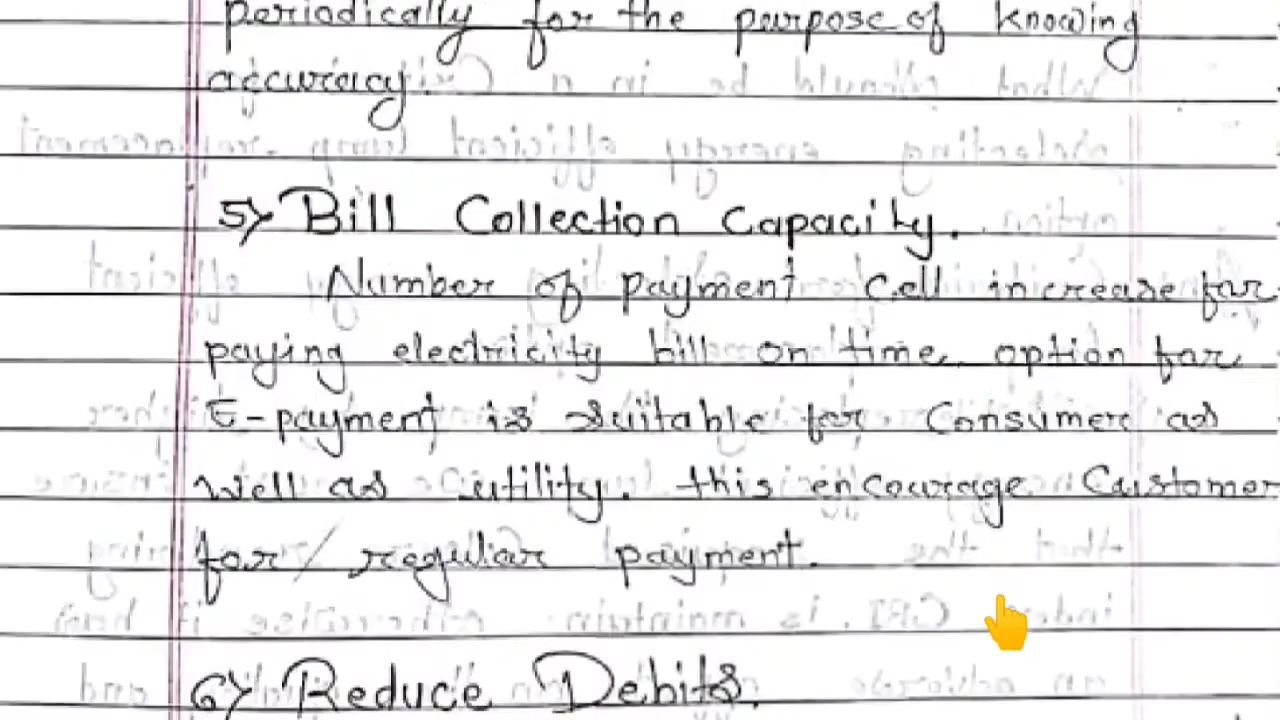 periodically for the purpose of knowing
accuracy.
5) Bill Collection Capacity.
Number of payment cell increase for
paying electricity bill on time. option for
E-payment is suitable for Consumer as
well as utility. this encourage Customer
for regular payment.
6) Reduce Debits.